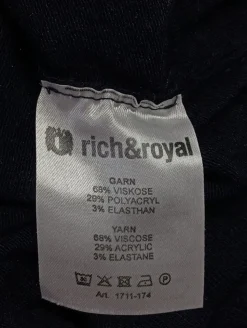 rich&royal
GARN
68% VISKOSE
29% POLYACRYL
3% ELASTHAN
YARN
68% VISCOSE
29% ACRYLIC
3% ELASTANE
Art. 1711-174